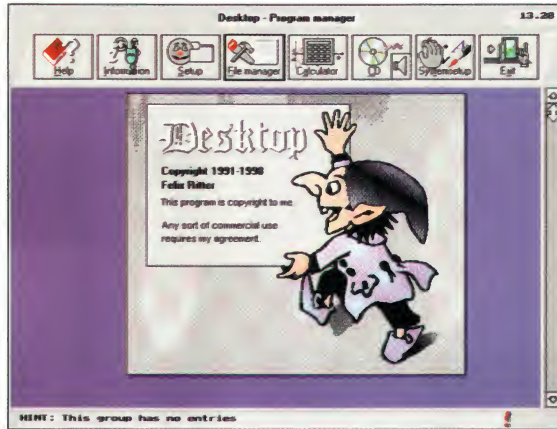 Desktop - Program manager
13.20
Help
Information
Setup
File manager
Calculator
CD
Systemsetup
Exit
Desktop
Copyright 1991-1998
Felix Ritter
This program is copyright to me
Any sort of commercial use
requires my agreement.
HINT: This group has no entries